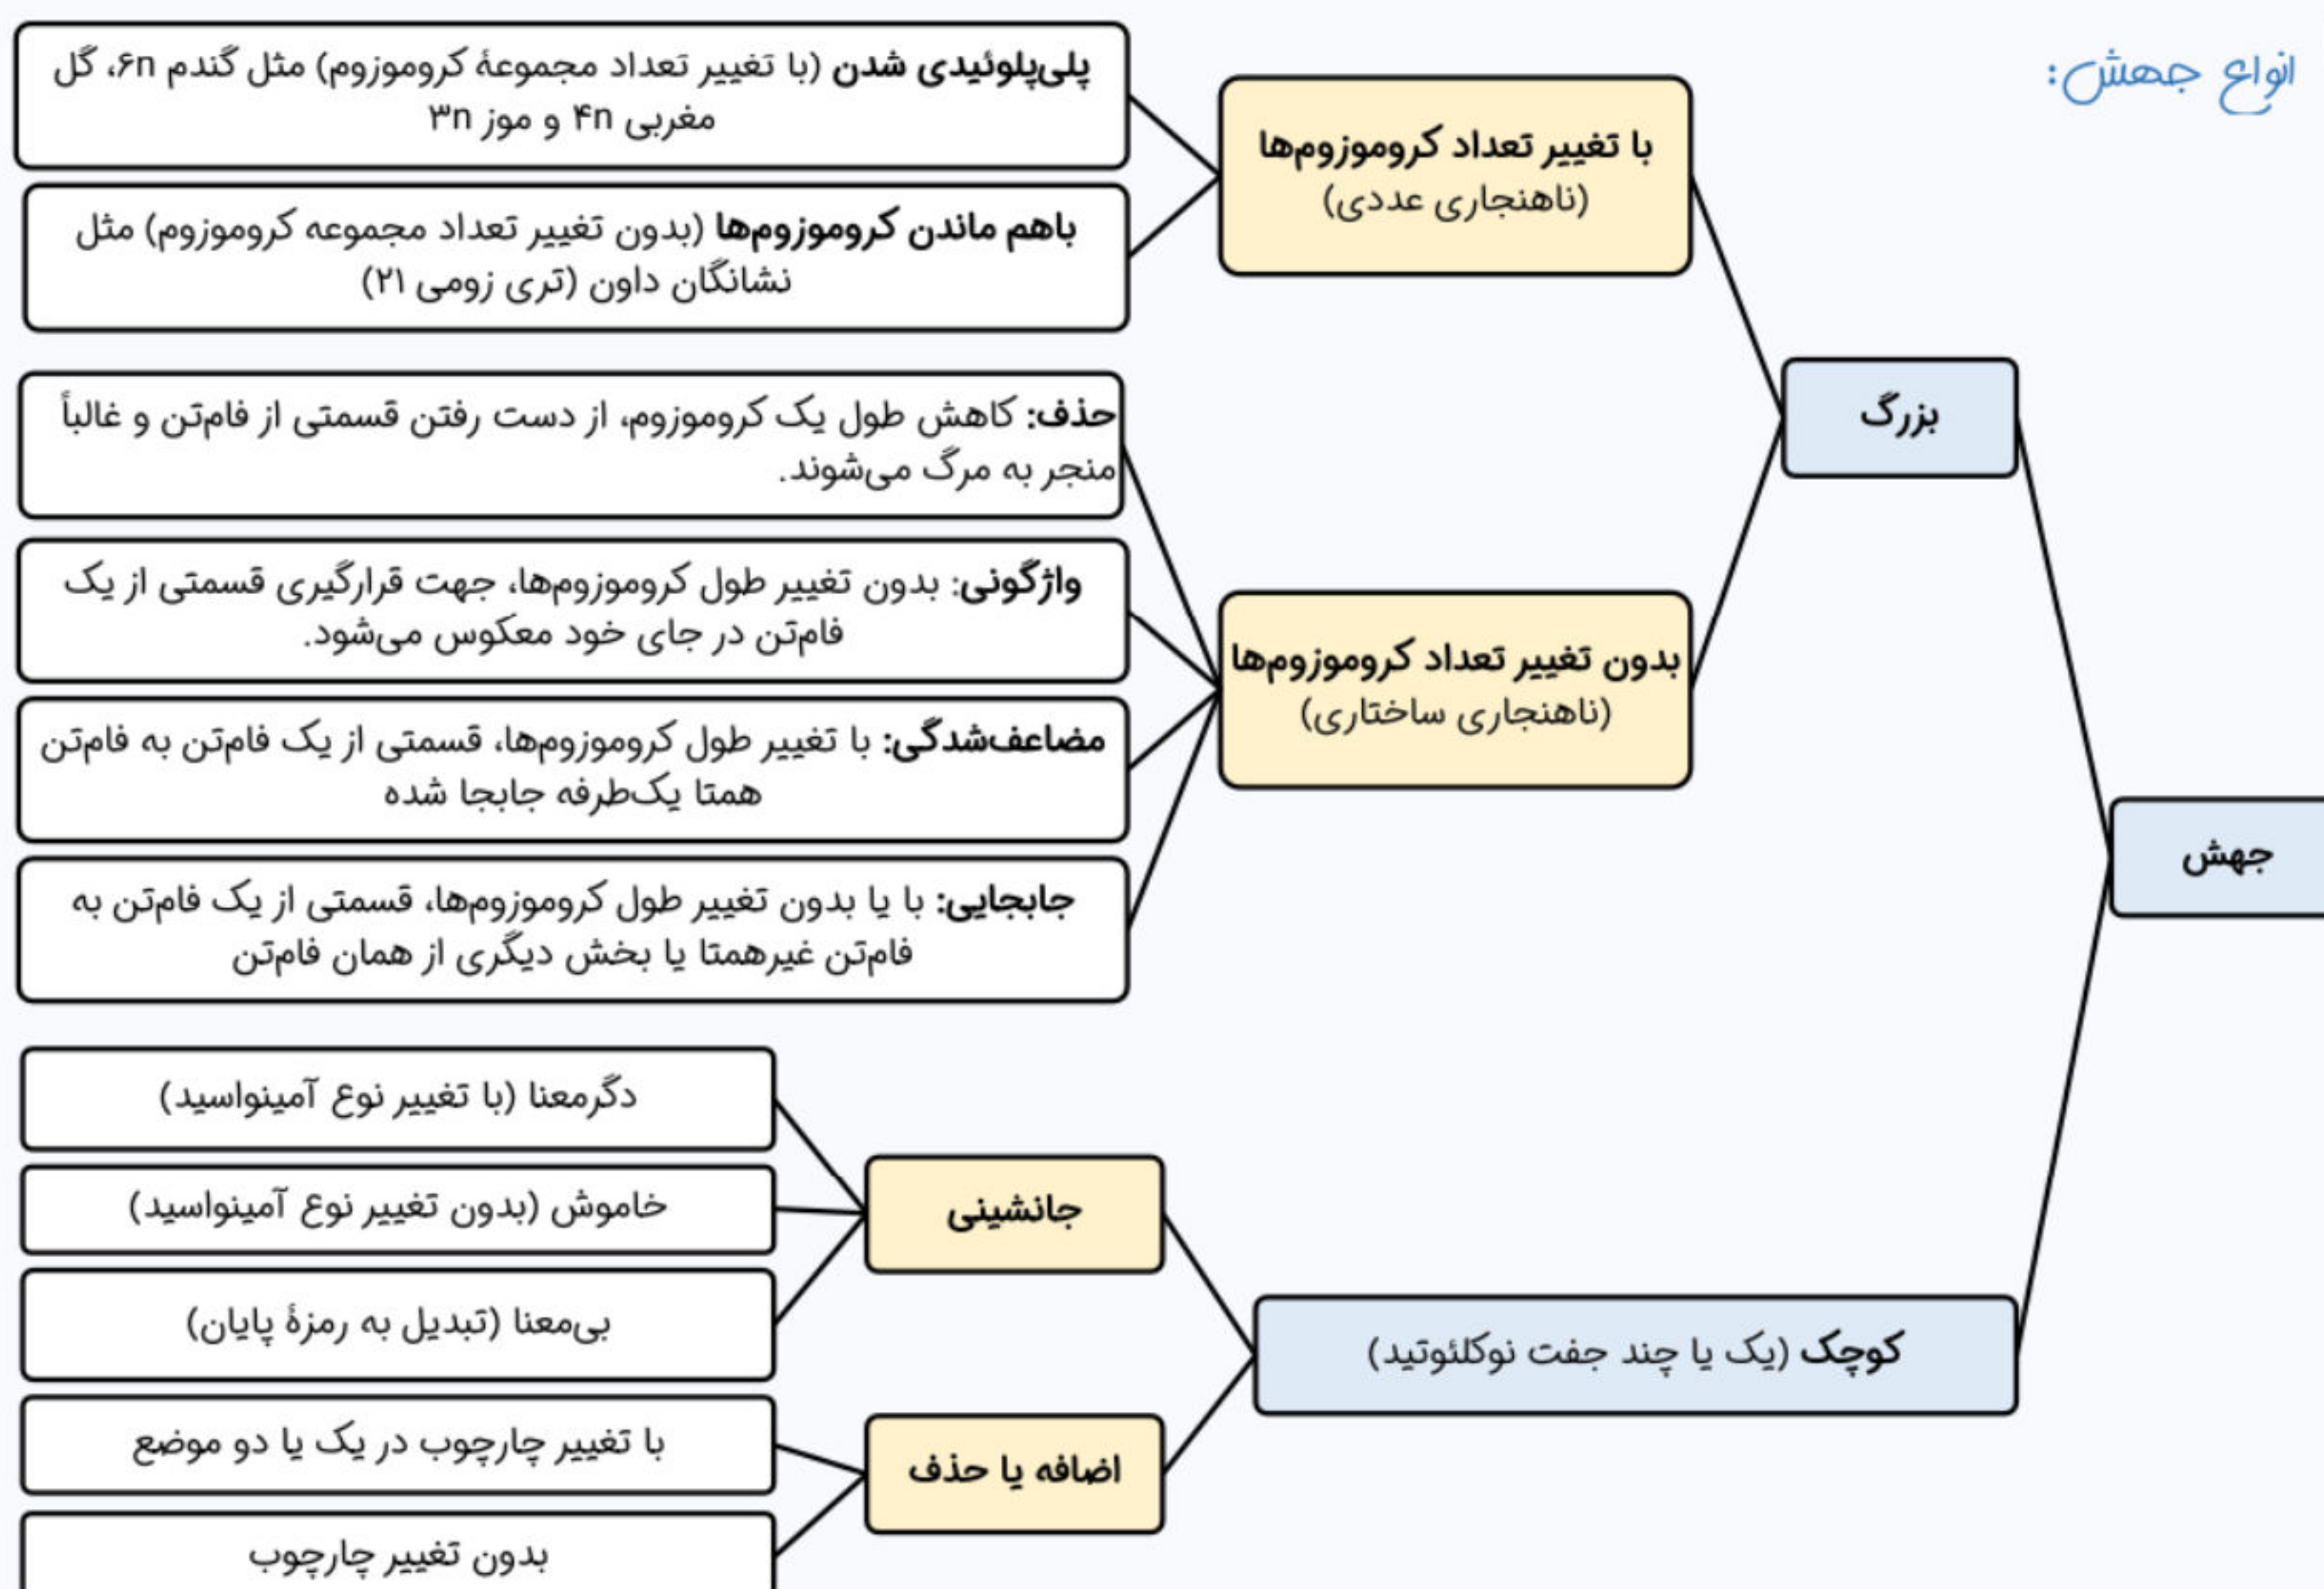 انواع جهش:
جهش
بزرگ
با تغییر تعداد کروموزوم‌ها
(ناهنجاری عددی)
پلی‌پلوئیدی شدن (با تغییر تعداد مجموعهٔ کروموزوم) مثل گندم ۶n، گل
مغربی ۴n و موز ۳n
باهم ماندن کروموزوم‌ها (بدون تغییر تعداد مجموعه کروموزوم) مثل
نشانگان داون (تری زومی ۲۱)
بدون تغییر تعداد کروموزوم‌ها
(ناهنجاری ساختاری)
حذف: کاهش طول یک کروموزوم، از دست رفتن قسمتی از فام‌تن و غالباً
منجر به مرگ می‌شوند.
واژگونی: بدون تغییر طول کروموزوم‌ها، جهت قرارگیری قسمتی از یک
فام‌تن در جای خود معکوس می‌شود.
مضاعف‌شدگی: با تغییر طول کروموزوم‌ها، قسمتی از یک فام‌تن به فام‌تن
همتا یک‌طرفه جابجا شده
جابجایی: با یا بدون تغییر طول کروموزوم‌ها، قسمتی از یک فام‌تن به
فام‌تن غیرهمتا یا بخش دیگری از همان فام‌تن
کوچک (یک یا چند جفت نوکلئوتید)
جانشینی
دگرمعنا (با تغییر نوع آمینواسید)
خاموش (بدون تغییر نوع آمینواسید)
بی‌معنا (تبدیل به رمزهٔ پایان)
اضافه یا حذف
با تغییر چارچوب در یک یا دو موضع
بدون تغییر چارچوب